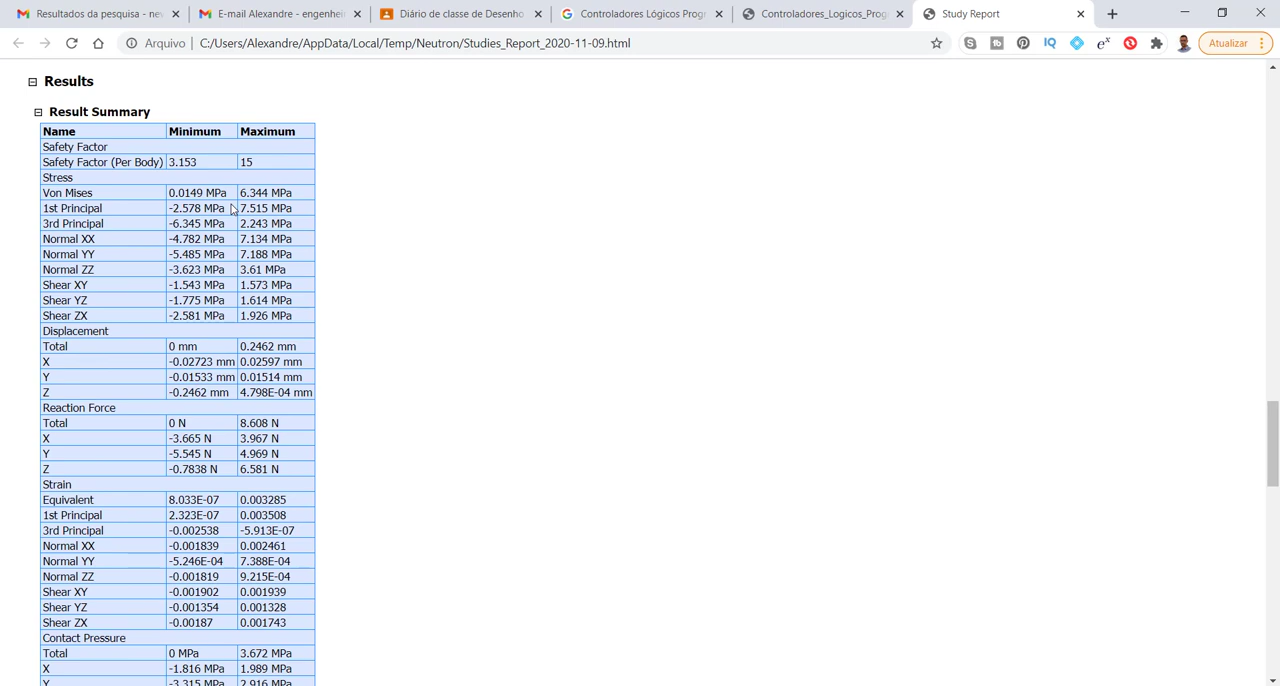 Resultados da pesquisa - nev
E-mail Alexandre - engenheir
Diário de classe de Desenho
Controladores Lógicos Progr
Controladores_Logicos_Prog
Study Report
Arquivo | C:/Users/Alexandre/AppData/Local/Temp/Neutron/Studies_Report_2020-11-09.html
Atualizar
Results
Result Summary
Name Minimum Maximum
Safety Factor
Safety Factor (Per Body) 3.153 15
Stress
Von Mises 0.0149 MPa 6.344 MPa
1st Principal -2.578 MPa 7.515 MPa
3rd Principal -6.345 MPa 2.243 MPa
Normal XX -4.782 MPa 7.134 MPa
Normal YY -5.485 MPa 7.188 MPa
Normal ZZ -3.623 MPa 3.61 MPa
Shear XY -1.543 MPa 1.573 MPa
Shear YZ -1.775 MPa 1.614 MPa
Shear ZX -2.581 MPa 1.926 MPa
Displacement
Total 0 mm 0.2462 mm
X -0.02723 mm 0.02597 mm
Y -0.01533 mm 0.01514 mm
Z -0.2462 mm 4.798E-04 mm
Reaction Force
Total 0 N 8.608 N
X -3.665 N 3.967 N
Y -5.545 N 4.969 N
Z -0.7838 N 6.581 N
Strain
Equivalent 8.033E-07 0.003285
1st Principal 2.323E-07 0.003508
3rd Principal -0.002538 -5.913E-07
Normal XX -0.001839 0.002461
Normal YY -5.246E-04 7.388E-04
Normal ZZ -0.001819 9.215E-04
Shear XY -0.001902 0.001939
Shear YZ -0.001354 0.001328
Shear ZX -0.00187 0.001743
Contact Pressure
Total 0 MPa 3.672 MPa
X -1.816 MPa 1.989 MPa
Y -3.315 MPa 2.916 MPa